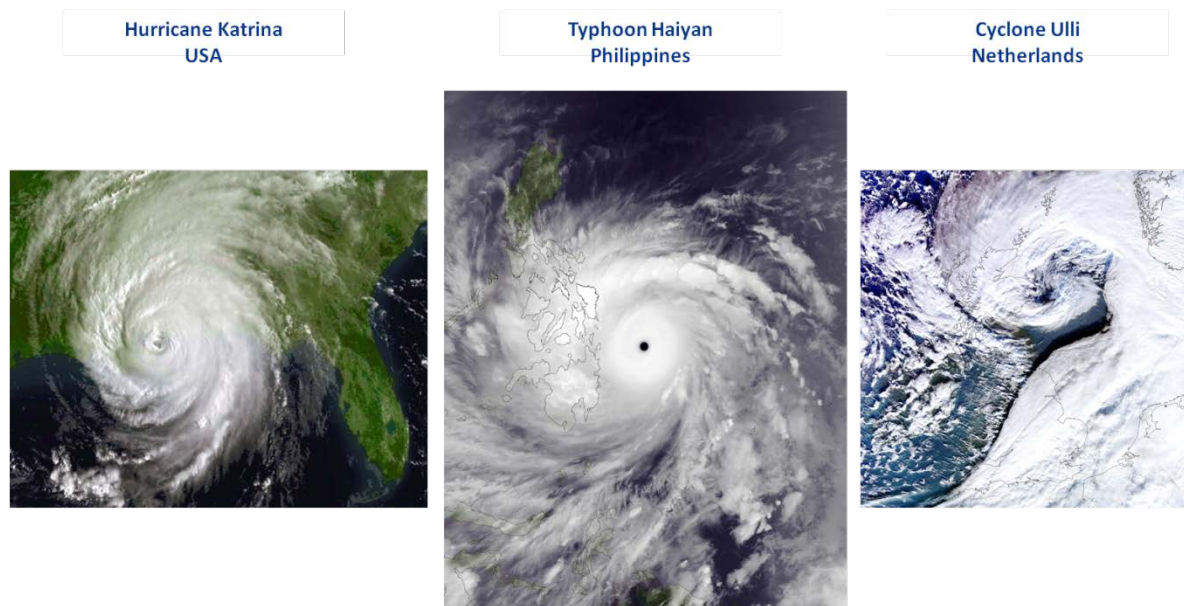 Hurricane Katrina
USA
Typhoon Haiyan
Philippines
Cyclone Ulli
Netherlands